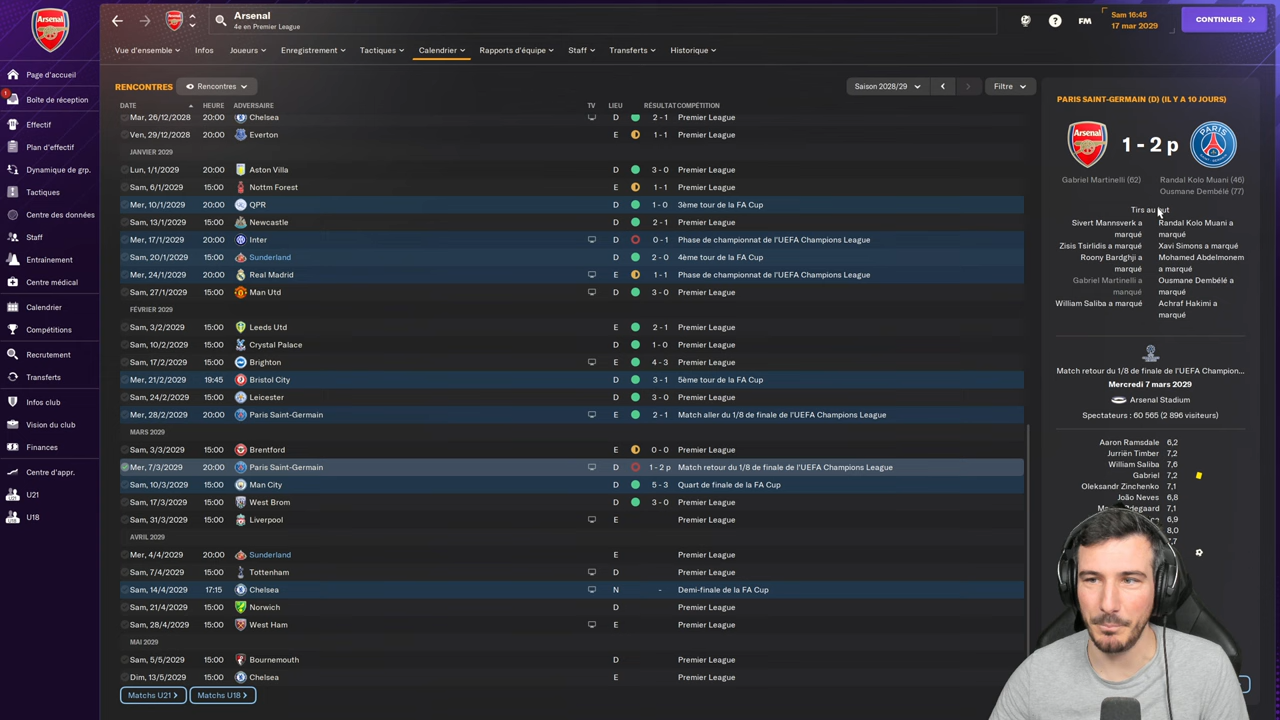 Arsenal
Arsenal
4e en Premier League
FM
Sam 16:45
17 mar 2029
CONTINUER
Vue d'ensemble
Infos
Joueurs
Enregistrement
Tactiques
Calendrier
Rapports d'équipe
Staff
Transferts
Historique
Page d'accueil
1
Boîte de réception
Effectif
Plan d'effectif
Dynamique de grp.
Tactiques
Centre des données
Staff
Entraînement
Centre médical
Calendrier
Compétitions
Recrutement
Transferts
Infos club
Vision du club
Finances
Centre d'appr.
U21
U18
RENCONTRES
Rencontres
Saison 2028/29
Filtre
DATE HEURE ADVERSAIRE TV LIEU RÉSULTAT COMPÉTITION
Mar, 26/12/2028 20:00 Chelsea D 2 - 1 Premier League
Ven, 29/12/2028 20:00 Everton E 1 - 1 Premier League
JANVIER 2029
Lun, 1/1/2029 20:00 Aston Villa D 3 - 0 Premier League
Sam, 6/1/2029 15:00 Nottm Forest E 1 - 1 Premier League
Mer, 10/1/2029 20:00 QPR D 1 - 0 3ème tour de la FA Cup
Sam, 13/1/2029 15:00 Newcastle D 2 - 1 Premier League
Mer, 17/1/2029 20:00 Inter D 0 - 1 Phase de championnat de l'UEFA Champions League
Sam, 20/1/2029 15:00 Sunderland D 2 - 0 4ème tour de la FA Cup
Mer, 24/1/2029 20:00 Real Madrid E 1 - 1 Phase de championnat de l'UEFA Champions League
Sam, 27/1/2029 15:00 Man Utd D 3 - 0 Premier League
FÉVRIER 2029
Sam, 3/2/2029 15:00 Leeds Utd E 2 - 1 Premier League
Sam, 10/2/2029 15:00 Crystal Palace D 1 - 0 Premier League
Sam, 17/2/2029 15:00 Brighton E 4 - 3 Premier League
Mer, 21/2/2029 19:45 Bristol City D 3 - 1 5ème tour de la FA Cup
Sam, 24/2/2029 15:00 Leicester D 3 - 0 Premier League
Mer, 28/2/2029 20:00 Paris Saint-Germain E 2 - 1 Match aller du 1/8 de finale de l'UEFA Champions League
MARS 2029
Sam, 3/3/2029 15:00 Brentford E 0 - 0 Premier League
Mer, 7/3/2029 20:00 Paris Saint-Germain D 1 - 2 p Match retour du 1/8 de finale de l'UEFA Champions League
Sam, 10/3/2029 15:00 Man City D 5 - 3 Quart de finale de la FA Cup
Sam, 17/3/2029 15:00 West Brom D 3 - 0 Premier League
Sam, 31/3/2029 15:00 Liverpool E Premier League
AVRIL 2029
Mer, 4/4/2029 20:00 Sunderland E Premier League
Sam, 7/4/2029 15:00 Tottenham D Premier League
Sam, 14/4/2029 17:15 Chelsea N - Demi-finale de la FA Cup
Sam, 21/4/2029 15:00 Norwich D Premier League
Sam, 28/4/2029 15:00 West Ham E Premier League
MAI 2029
Sam, 5/5/2029 15:00 Bournemouth D Premier League
Dim, 13/5/2029 15:00 Chelsea E Premier League
Matchs U21
Matchs U18
PARIS SAINT-GERMAIN (D) (IL Y A 10 JOURS)
Arsenal 1 - 2 p PARIS
Gabriel Martinelli (62) Randal Kolo Muani (46)
Ousmane Dembélé (77)
Tirs au but
Sivert Mannsverk a marqué
Randal Kolo Muani a marqué
Zisis Tsirlidis a marqué
Xavi Simons a marqué
Roony Bardghji a marqué
Mohamed Abdelmonem a marqué
Gabriel Martinelli a manqué
Ousmane Dembélé a marqué
William Saliba a marqué
Achraf Hakimi a marqué
Match retour du 1/8 de finale de l'UEFA Champion...
Mercredi 7 mars 2029
Arsenal Stadium
Spectateurs : 60 565 (2 896 visiteurs)
Aaron Ramsdale 6,2
Jurriën Timber 7,2
William Saliba 7,6
Gabriel 7,2
Oleksandr Zinchenko 7,1
João Neves 6,8
7,1
6,9
8,0